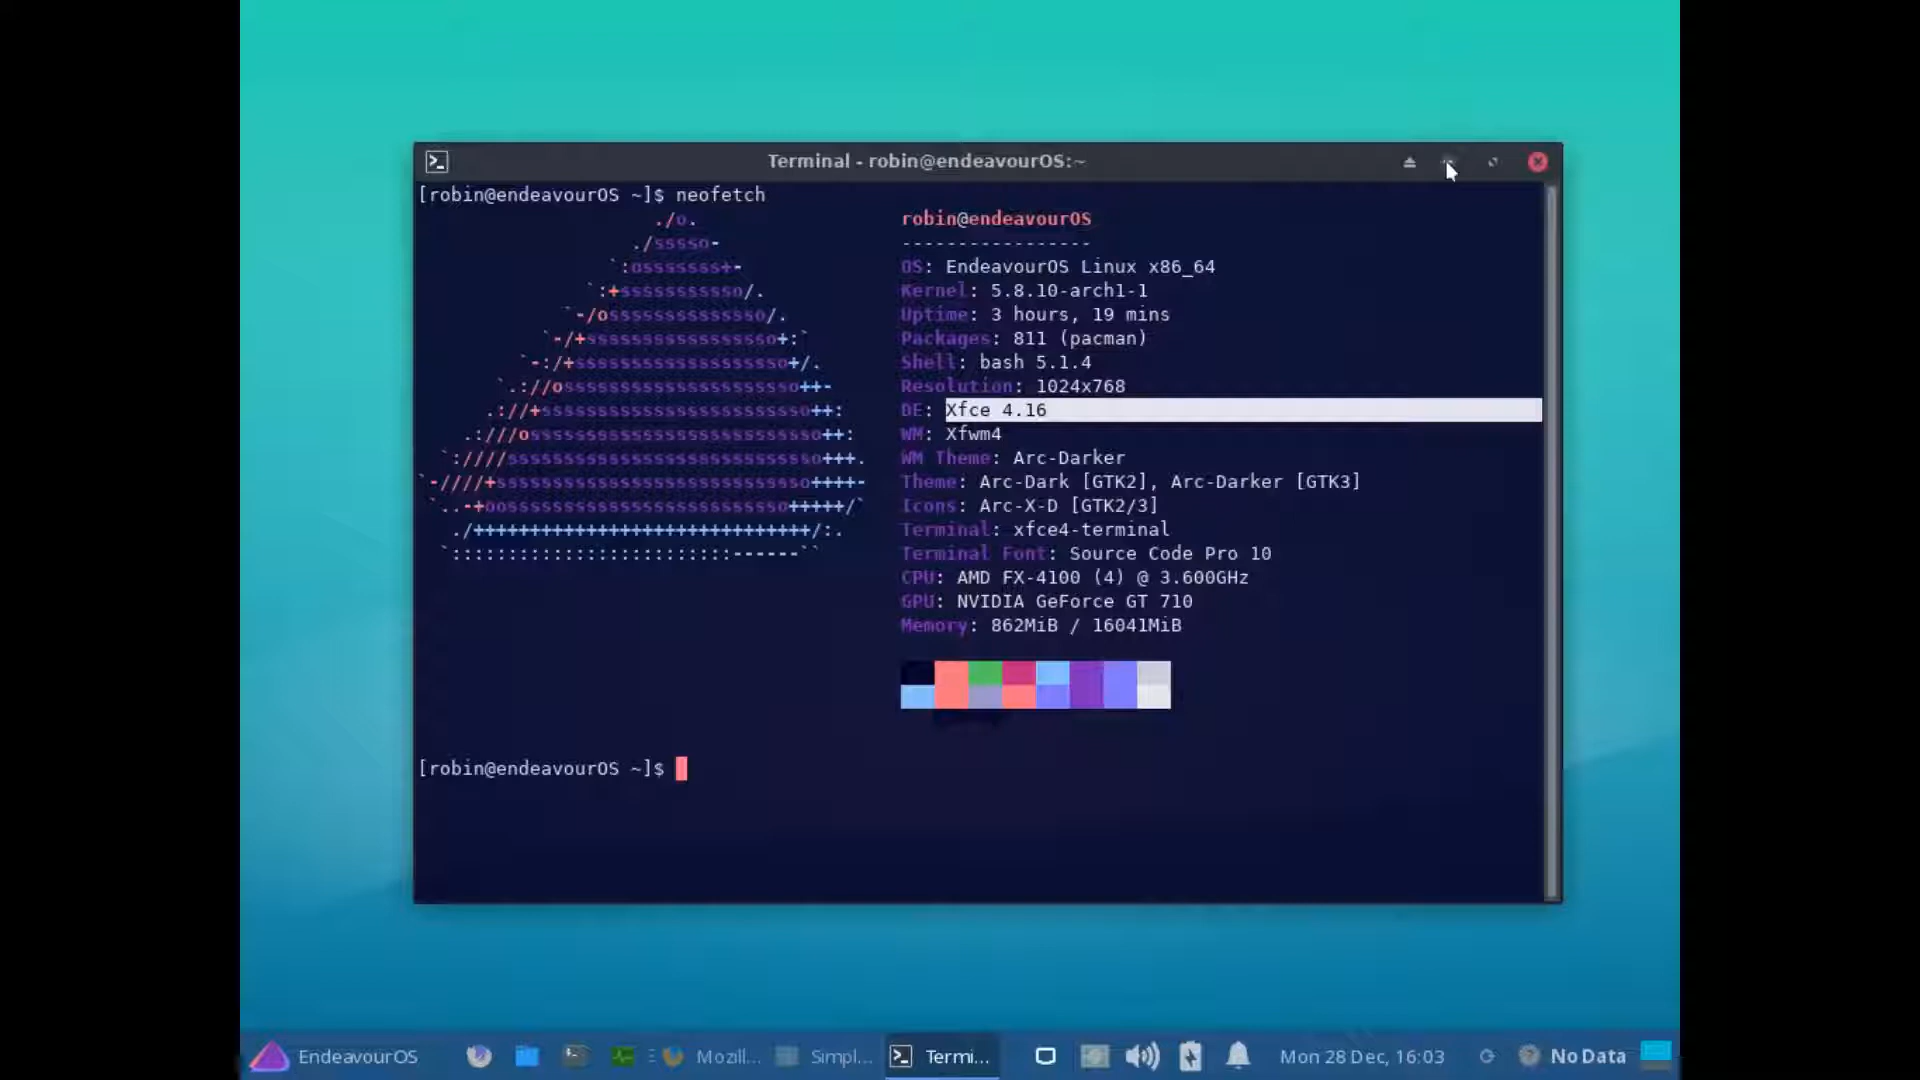 Terminal - robin@endeavourOS:~
[robin@endeavourOS ~]$ neofetch
robin@endeavourOS
-----------------
OS: EndeavourOS Linux x86_64
Kernel: 5.8.10-arch1-1
Uptime: 3 hours, 19 mins
Packages: 811 (pacman)
Shell: bash 5.1.4
Resolution: 1024x768
DE: Xfce 4.16
WM: Xfwm4
WM Theme: Arc-Darker
Theme: Arc-Dark [GTK2], Arc-Darker [GTK3]
Icons: Arc-X-D [GTK2/3]
Terminal: xfce4-terminal
Terminal Font: Source Code Pro 10
CPU: AMD FX-4100 (4) @ 3.600GHz
GPU: NVIDIA GeForce GT 710
Memory: 862MiB / 16041MiB
[robin@endeavourOS ~]$
EndeavourOS Mozill... Simpl... Termi... Mon 28 Dec, 16:03 No Data